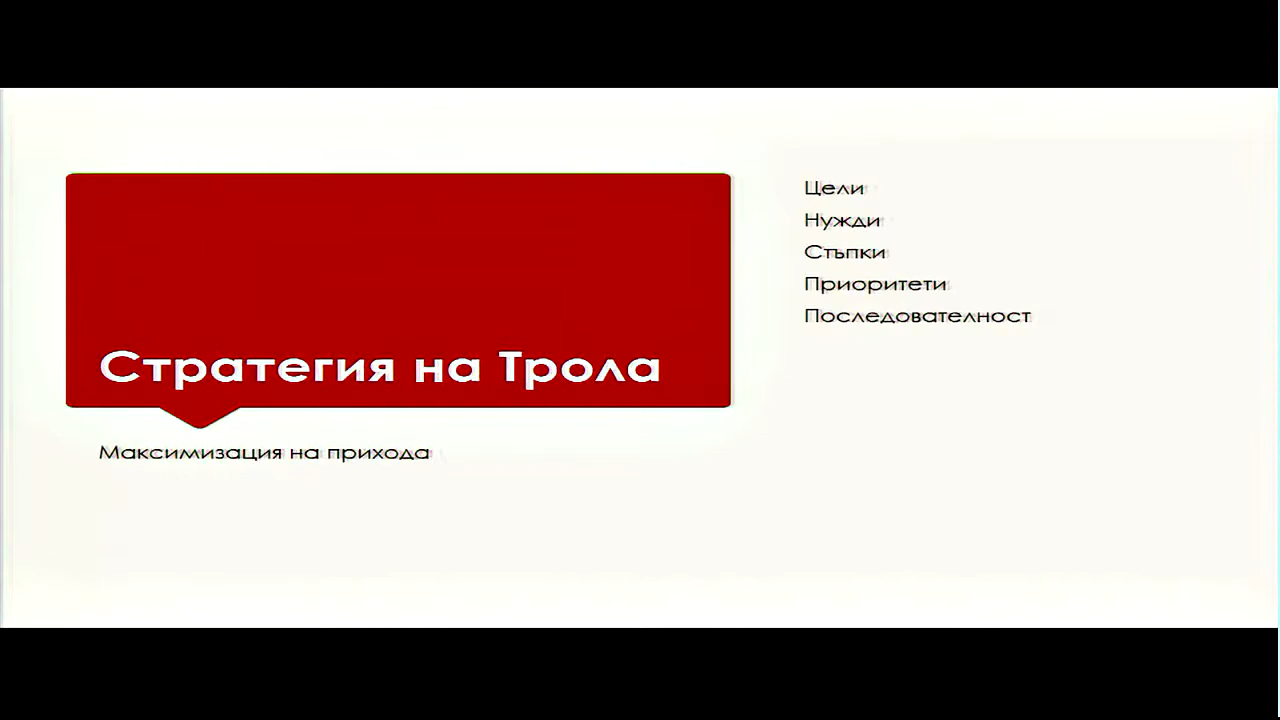 Стратегия на Трола
Максимизация на прихода
Цели
Нужди
Стъпки
Приоритети
Последователност